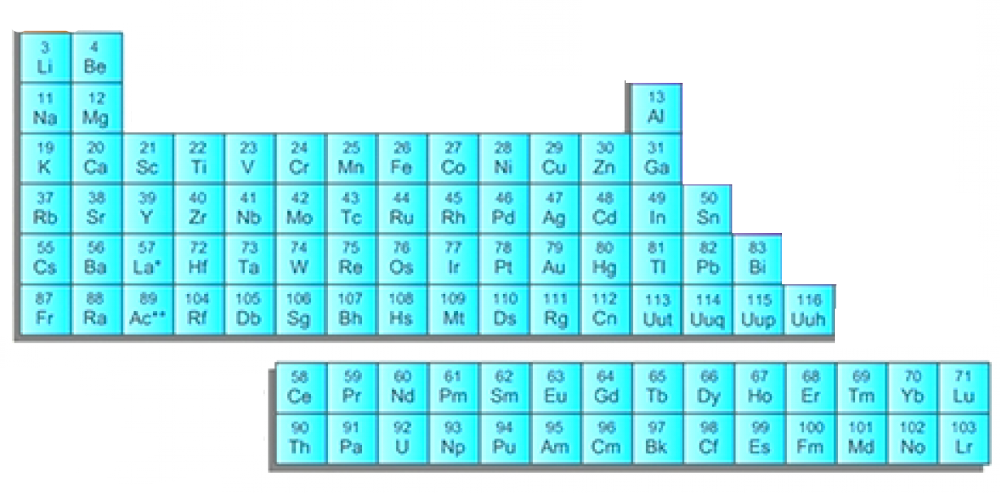 3 4
Li Be
11 12 13
Na Mg Al
19 20 21 22 23 24 25 26 27 28 29 30 31
K Ca Sc Ti V Cr Mn Fe Co Ni Cu Zn Ga
37 38 39 40 41 42 43 44 45 46 47 48 49 50
Rb Sr Y Zr Nb Mo Tc Ru Rh Pd Ag Cd In Sn
55 56 57 72 73 74 75 76 77 78 79 80 81 82 83
Cs Ba La* Hf Ta W Re Os Ir Pt Au Hg Tl Pb Bi
87 88 89 104 105 106 107 108 109 110 111 112 113 114 115 116
Fr Ra Ac** Rf Db Sg Bh Hs Mt Ds Rg Cn Uut Uuq Uup Uuh
58 59 60 61 62 63 64 65 66 67 68 69 70 71
Ce Pr Nd Pm Sm Eu Gd Tb Dy Ho Er Tm Yb Lu
90 91 92 93 94 95 96 97 98 99 100 101 102 103
Th Pa U Np Pu Am Cm Bk Cf Es Fm Md No Lr